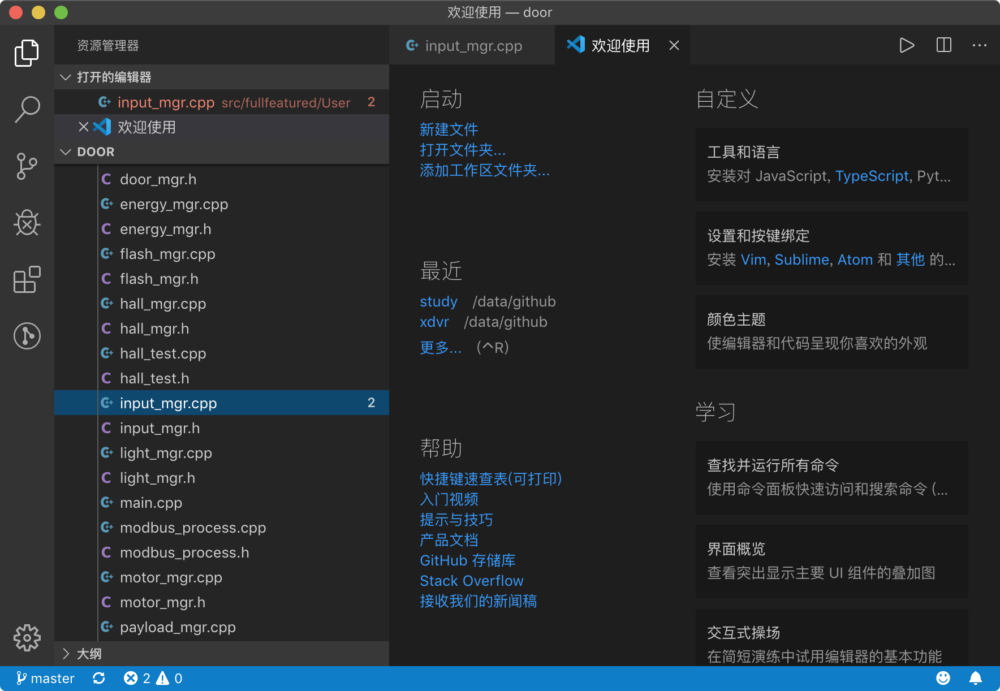 欢迎使用 — door
资源管理器
打开的编辑器
input_mgr.cpp src/fullfeatured/User 2
欢迎使用
DOOR
door_mgr.h
energy_mgr.cpp
energy_mgr.h
flash_mgr.cpp
flash_mgr.h
hall_mgr.cpp
hall_mgr.h
hall_test.cpp
hall_test.h
input_mgr.cpp 2
input_mgr.h
light_mgr.cpp
light_mgr.h
main.cpp
modbus_process.cpp
modbus_process.h
motor_mgr.cpp
motor_mgr.h
payload_mgr.cpp
大纲
input_mgr.cpp
欢迎使用
启动
新建文件
打开文件夹...
添加工作区文件夹...
最近
study /data/github
xdvr /data/github
更多... (^R)
帮助
快捷键速查表(可打印)
入门视频
提示与技巧
产品文档
GitHub 存储库
Stack Overflow
接收我们的新闻稿
自定义
工具和语言
安装对 JavaScript, TypeScript, Pyt...
设置和按键绑定
安装 Vim, Sublime, Atom 和 其他 的...
颜色主题
使编辑器和代码呈现你喜欢的外观
学习
查找并运行所有命令
使用命令面板快速访问和搜索命令 (...
界面概览
查看突出显示主要 UI 组件的叠加图
交互式操场
在简短演练中试用编辑器的基本功能
master 2 0